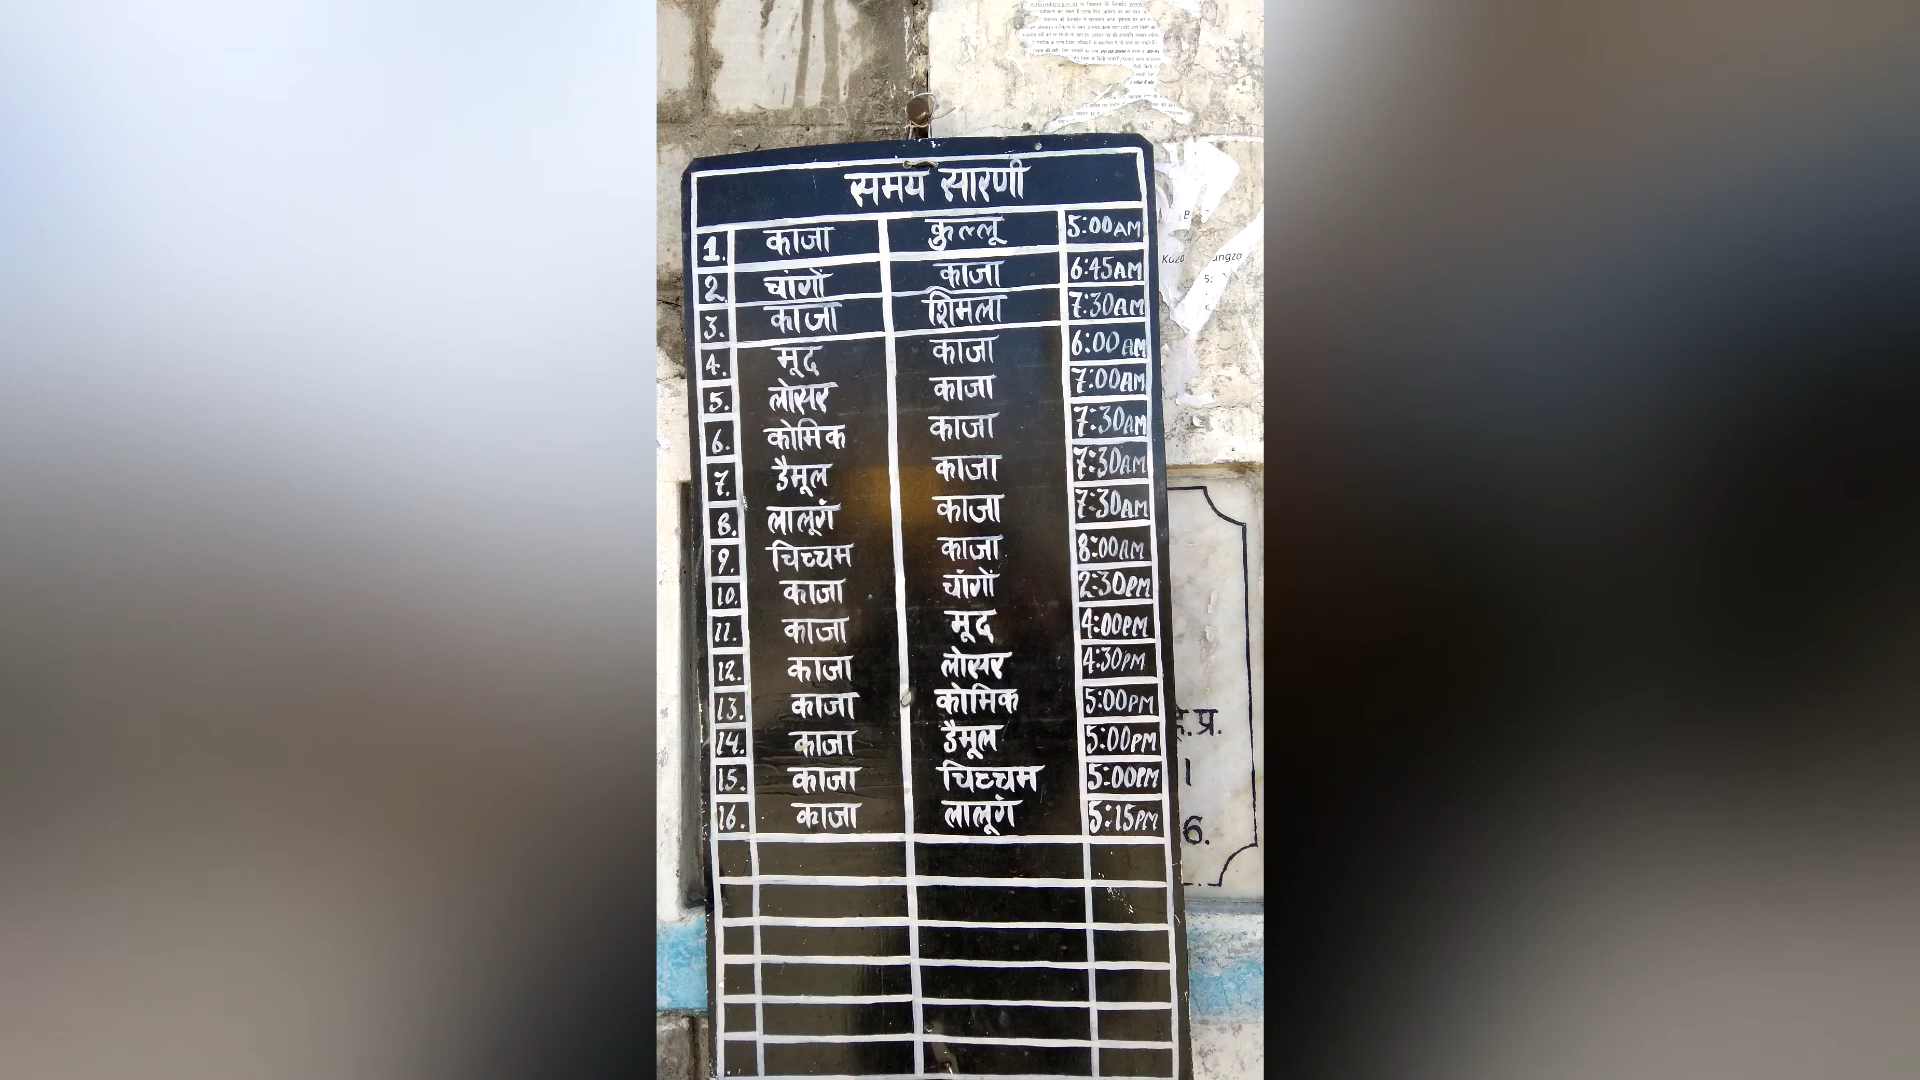 समय सारणी
1. काजा कुल्लू 5:00AM
2. चांगों काजा 6:45AM
3. काजा शिमला 7:30AM
4. मूद काजा 6:00AM
5. लोसर काजा 7:00AM
6. कोमिक काजा 7:30AM
7. डैमूल काजा 7:30AM
8. लालूंग काजा 7:30AM
9. चिच्चम काजा 8:00AM
10. काजा चांगों 2:30PM
11. काजा मूद 4:00PM
12. काजा लोसर 4:30PM
13. काजा कोमिक 5:00PM
14. काजा डैमूल 5:00PM
15. काजा चिच्चम 5:00PM
16. काजा लालूंग 5:15PM
हि.प्र.
6.